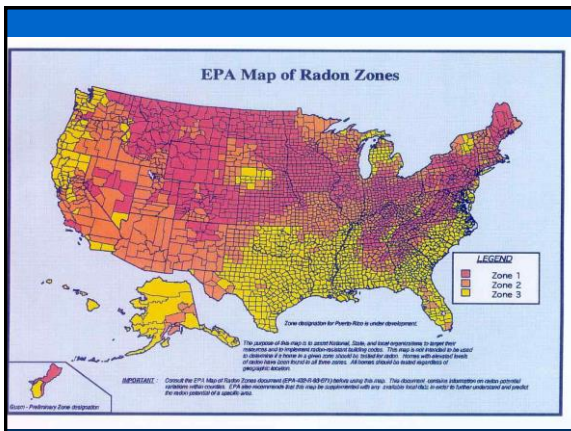 EPA Map of Radon Zones
LEGEND
Zone 1
Zone 2
Zone 3
Zone designation for Puerto Rico is under development.
The purpose of this map is to assist National, State, and local organizations to target their
resources and to implement radon-resistant building codes. This map is not intended to be used
to determine if a home in a given zone should be tested for radon. Homes with elevated levels
of radon have been found in all three zones. All homes should be tested regardless of
geographic location.
IMPORTANT: Consult the EPA Map of Radon Zones document (EPA-402-R-93-071) before using this map. This document contains information on radon potential
variations within counties. EPA also recommends that this map be supplemented with any available local data in order to further understand and predict
the radon potential of a specific area.
Guam - Preliminary Zone designation